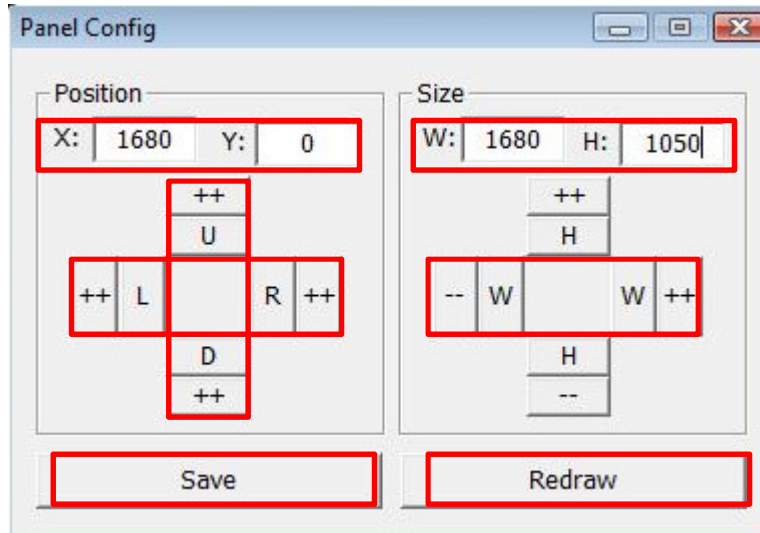 Panel Config
Position
X: 1680 Y: 0
++
U
++ L R ++
D
++
Size
W: 1680 H: 1050
++
H
-- W W ++
H
--
Save
Redraw